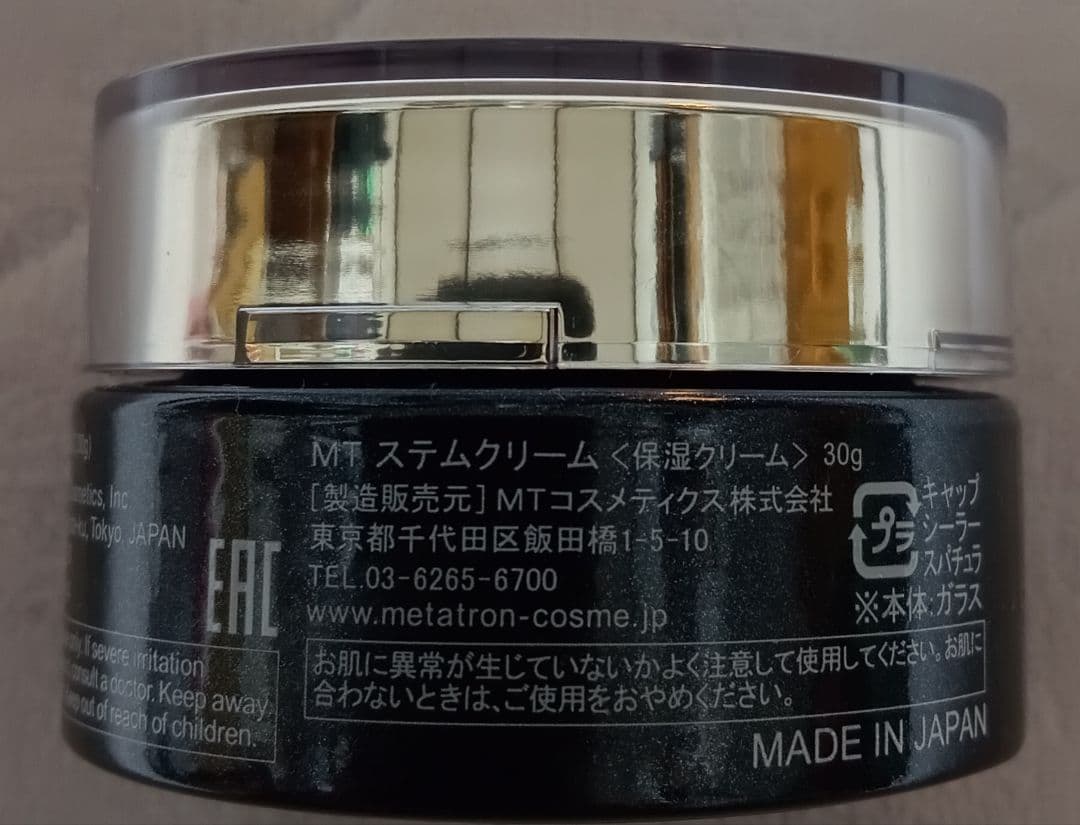 metics, Inc
Tokyo, JAPAN
EAC
only. If severe irritation
consult a doctor. Keep away
keep out of reach of children.
MT ステムクリーム〈保湿クリーム〉 30g
[製造販売元] MTコスメティクス株式会社
東京都千代田区飯田橋1-5-10
TEL.03-6265-6700
www.metatron-cosme.jp
お肌に異常が生じていないかよく注意して使用してください。お肌に
合わないときは、ご使用をおやめください。
プラ
キャップ
シーラー
スパチュラ
※本体:ガラス
MADE IN JAPAN